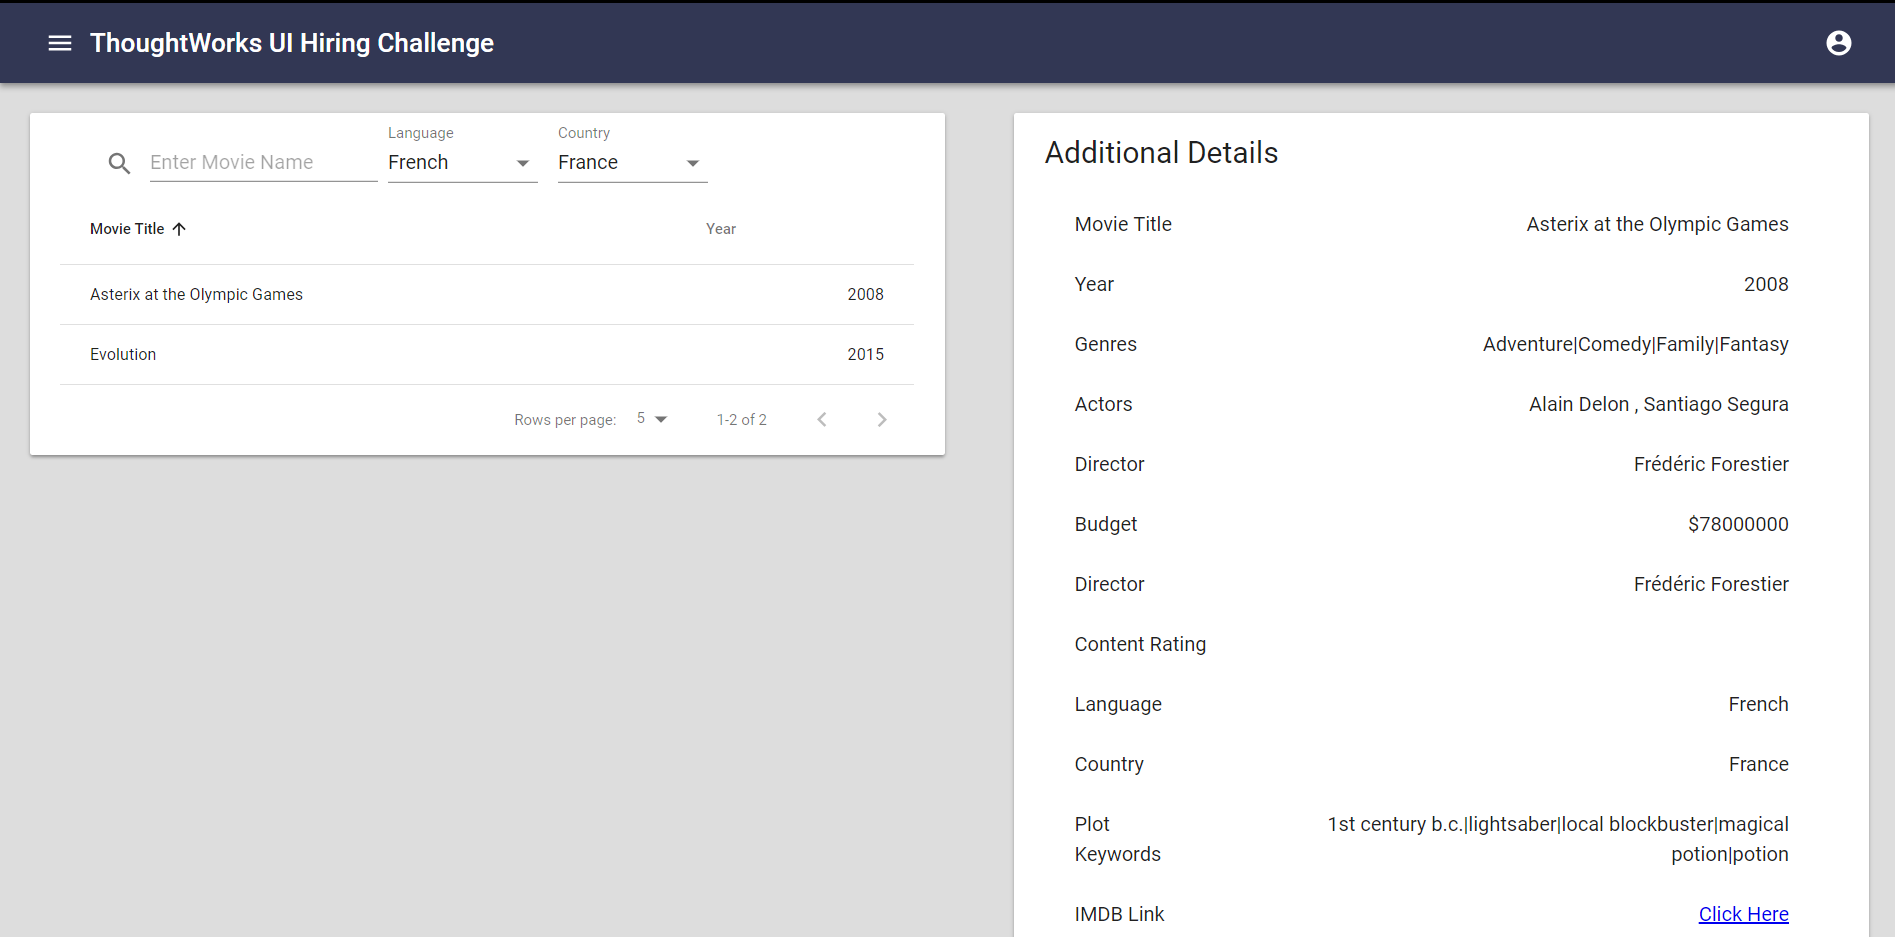 ThoughtWorks UI Hiring Challenge
Language
Country
Enter Movie Name
French
France
Movie Title
Year
Asterix at the Olympic Games
2008
Evolution
2015
Rows per page:
5
1-2 of 2
Additional Details
Movie Title
Asterix at the Olympic Games
Year
2008
Genres
Adventure|Comedy|Family|Fantasy
Actors
Alain Delon , Santiago Segura
Director
Frédéric Forestier
Budget
$78000000
Director
Frédéric Forestier
Content Rating
Language
French
Country
France
Plot
Keywords
1st century b.c.|lightsaber|local blockbuster|magical
potion|potion
IMDB Link
Click Here